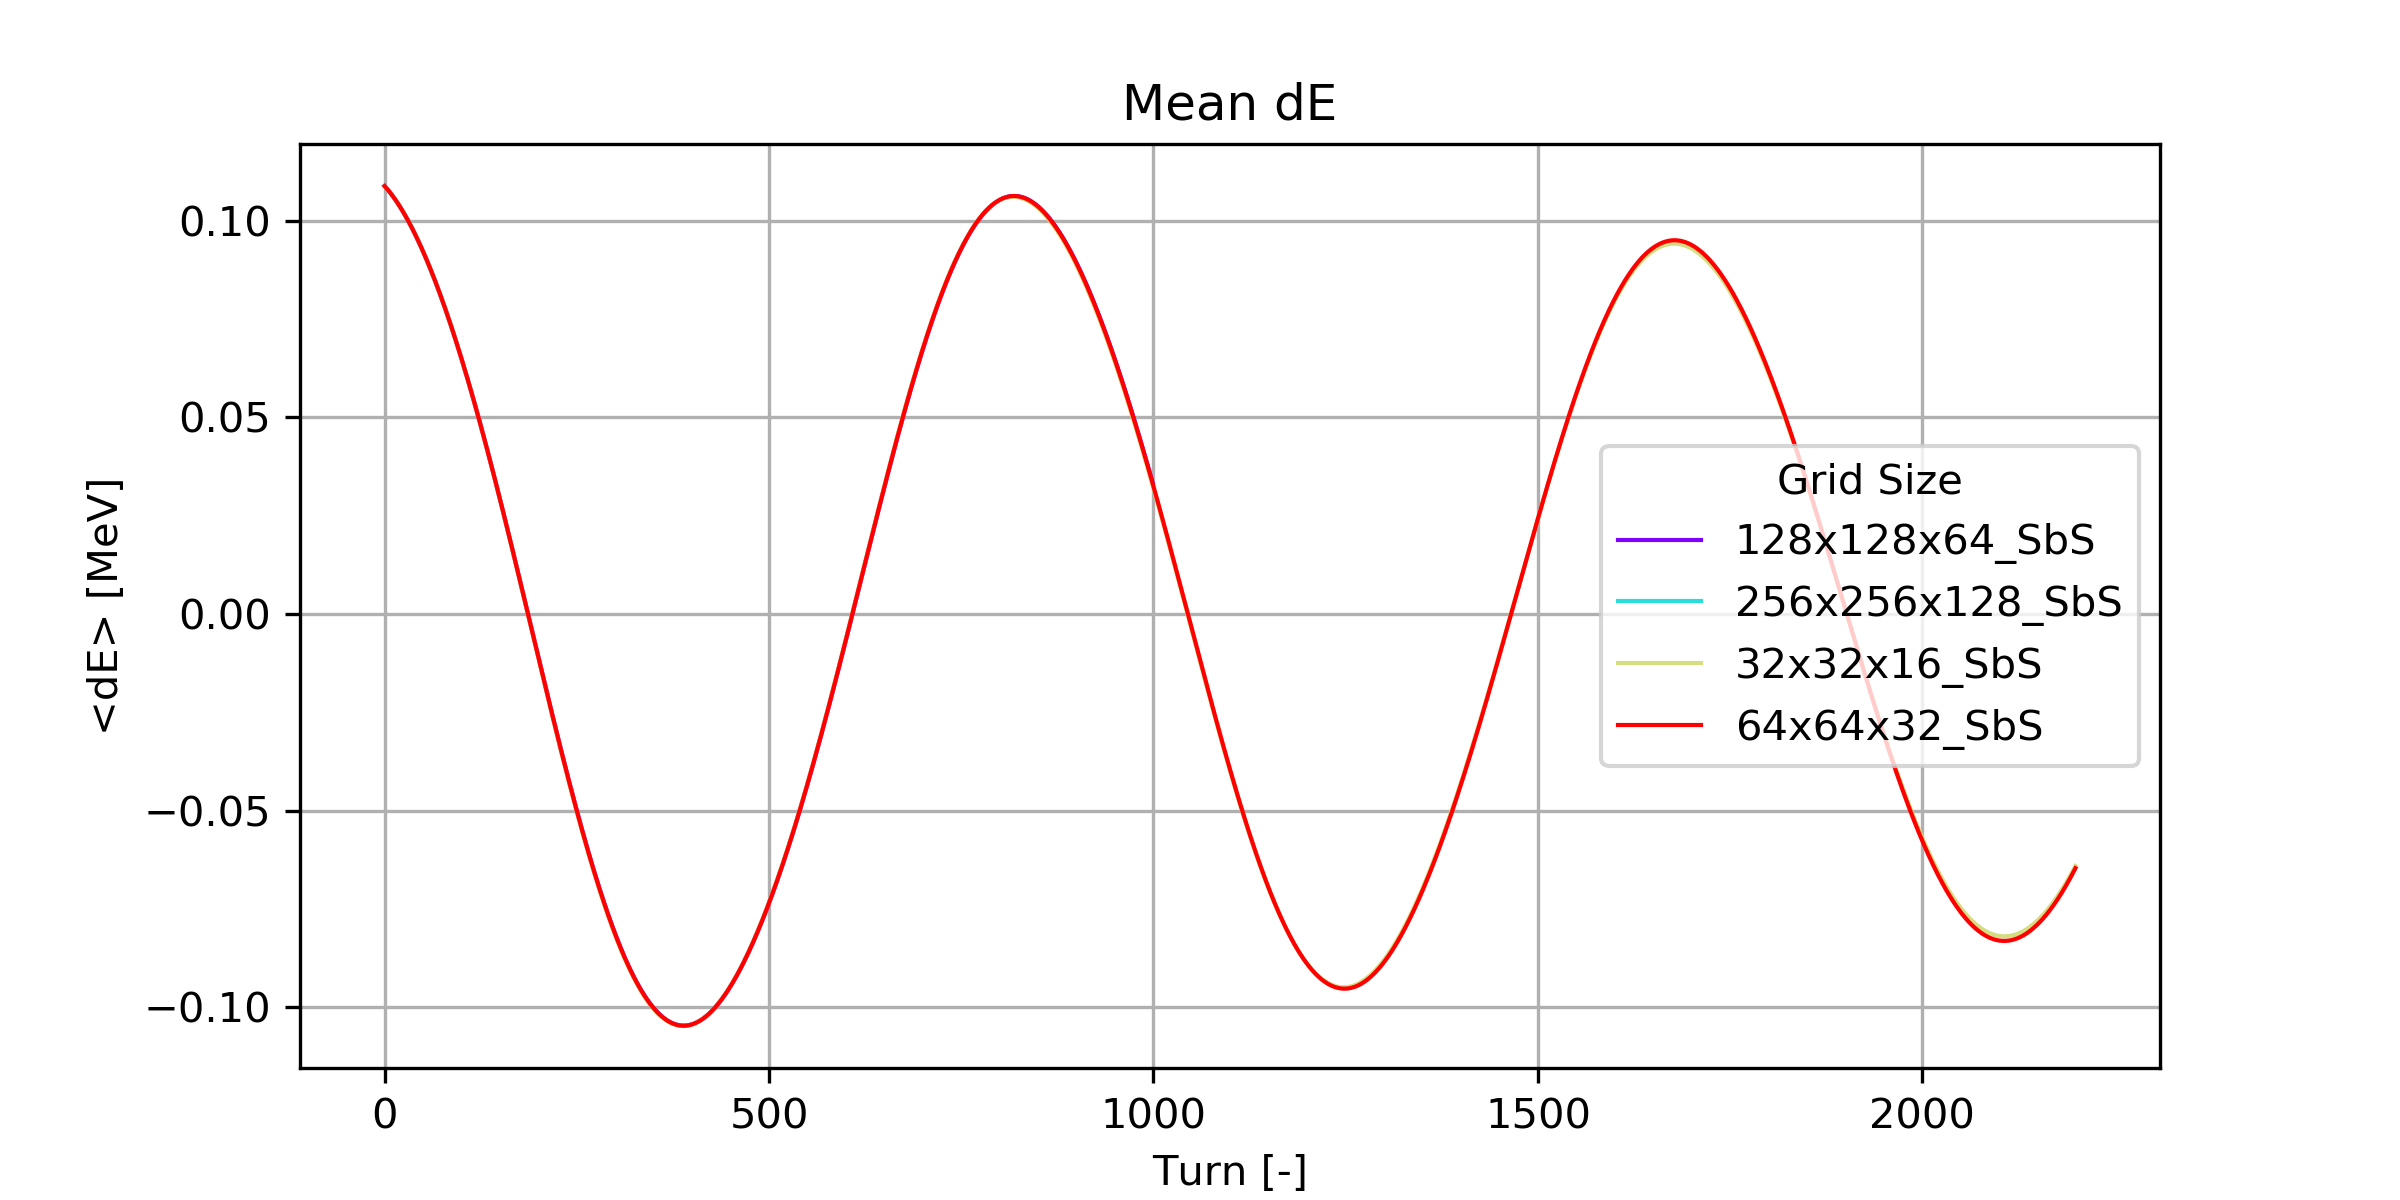 Mean dE
<dE> [MeV]
0.10
0.05
0.00
−0.05
−0.10
Grid Size
128x128x64_SbS
256x256x128_SbS
32x32x16_SbS
64x64x32_SbS
0 500 1000 1500 2000
Turn [-]